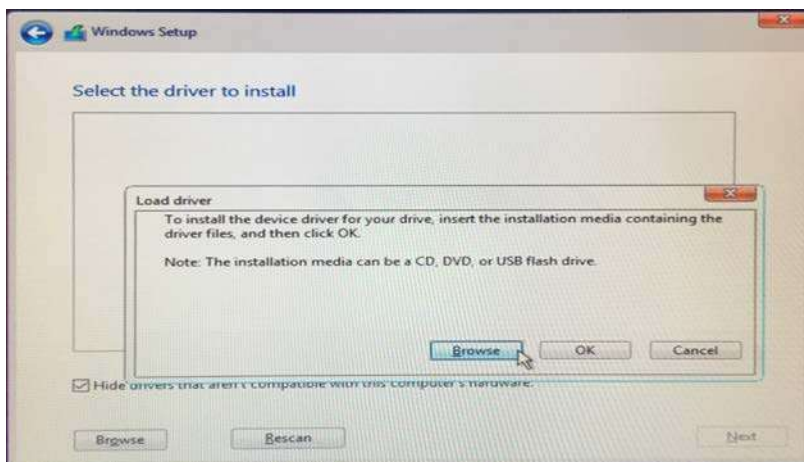 Windows Setup
Select the driver to install
Load driver
To install the device driver for your drive, insert the installation media containing the
driver files, and then click OK.
Note: The installation media can be a CD, DVD, or USB flash drive.
Browse OK Cancel
Hide drivers that aren't compatible with this computer's hardware.
Browse Rescan Next